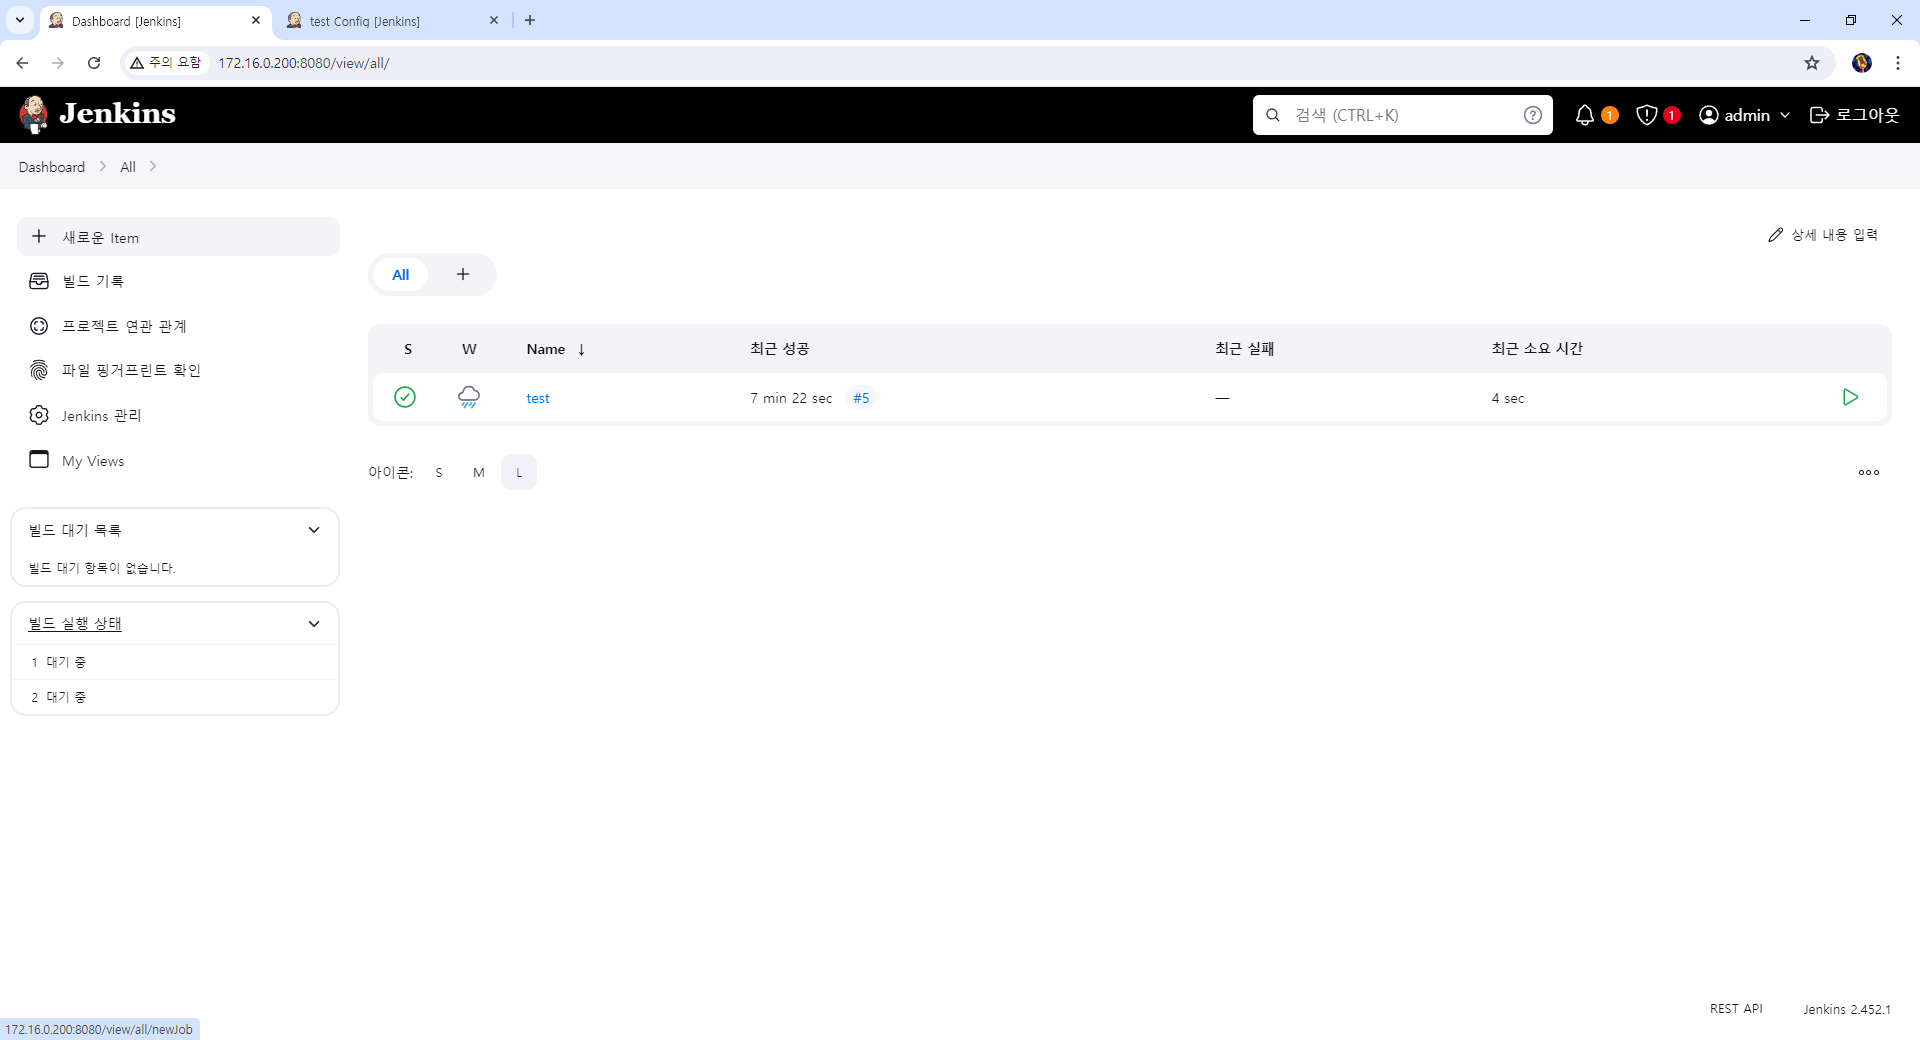 Dashboard [Jenkins]
test Config [Jenkins]
주의 요함
172.16.0.200:8080/view/all/
Jenkins
검색 (CTRL+K)
1
1
admin
로그아웃
Dashboard
All
새로운 Item
상세 내용 입력
빌드 기록
All
프로젝트 연관 관계
파일 핑거프린트 확인
Jenkins 관리
My Views
S W Name ↓ 최근 성공 최근 실패 최근 소요 시간
test 7 min 22 sec #5 — 4 sec
아이콘: S M L
빌드 대기 목록
빌드 대기 항목이 없습니다.
빌드 실행 상태
1 대기 중
2 대기 중
REST API
Jenkins 2.452.1
172.16.0.200:8080/view/all/newJob